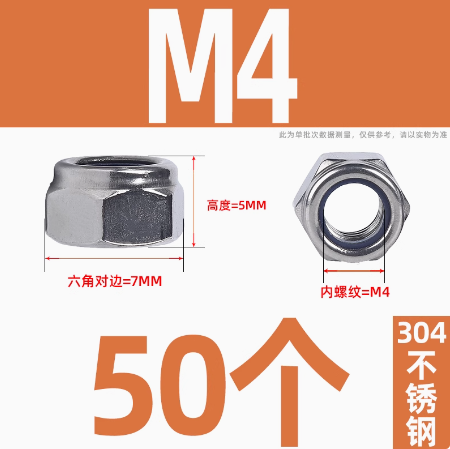 M4
此为单批次数据测量，仅供参考，请以实物为准
高度=5MM
六角对边=7MM
内螺纹=M4
50个
304
不锈钢